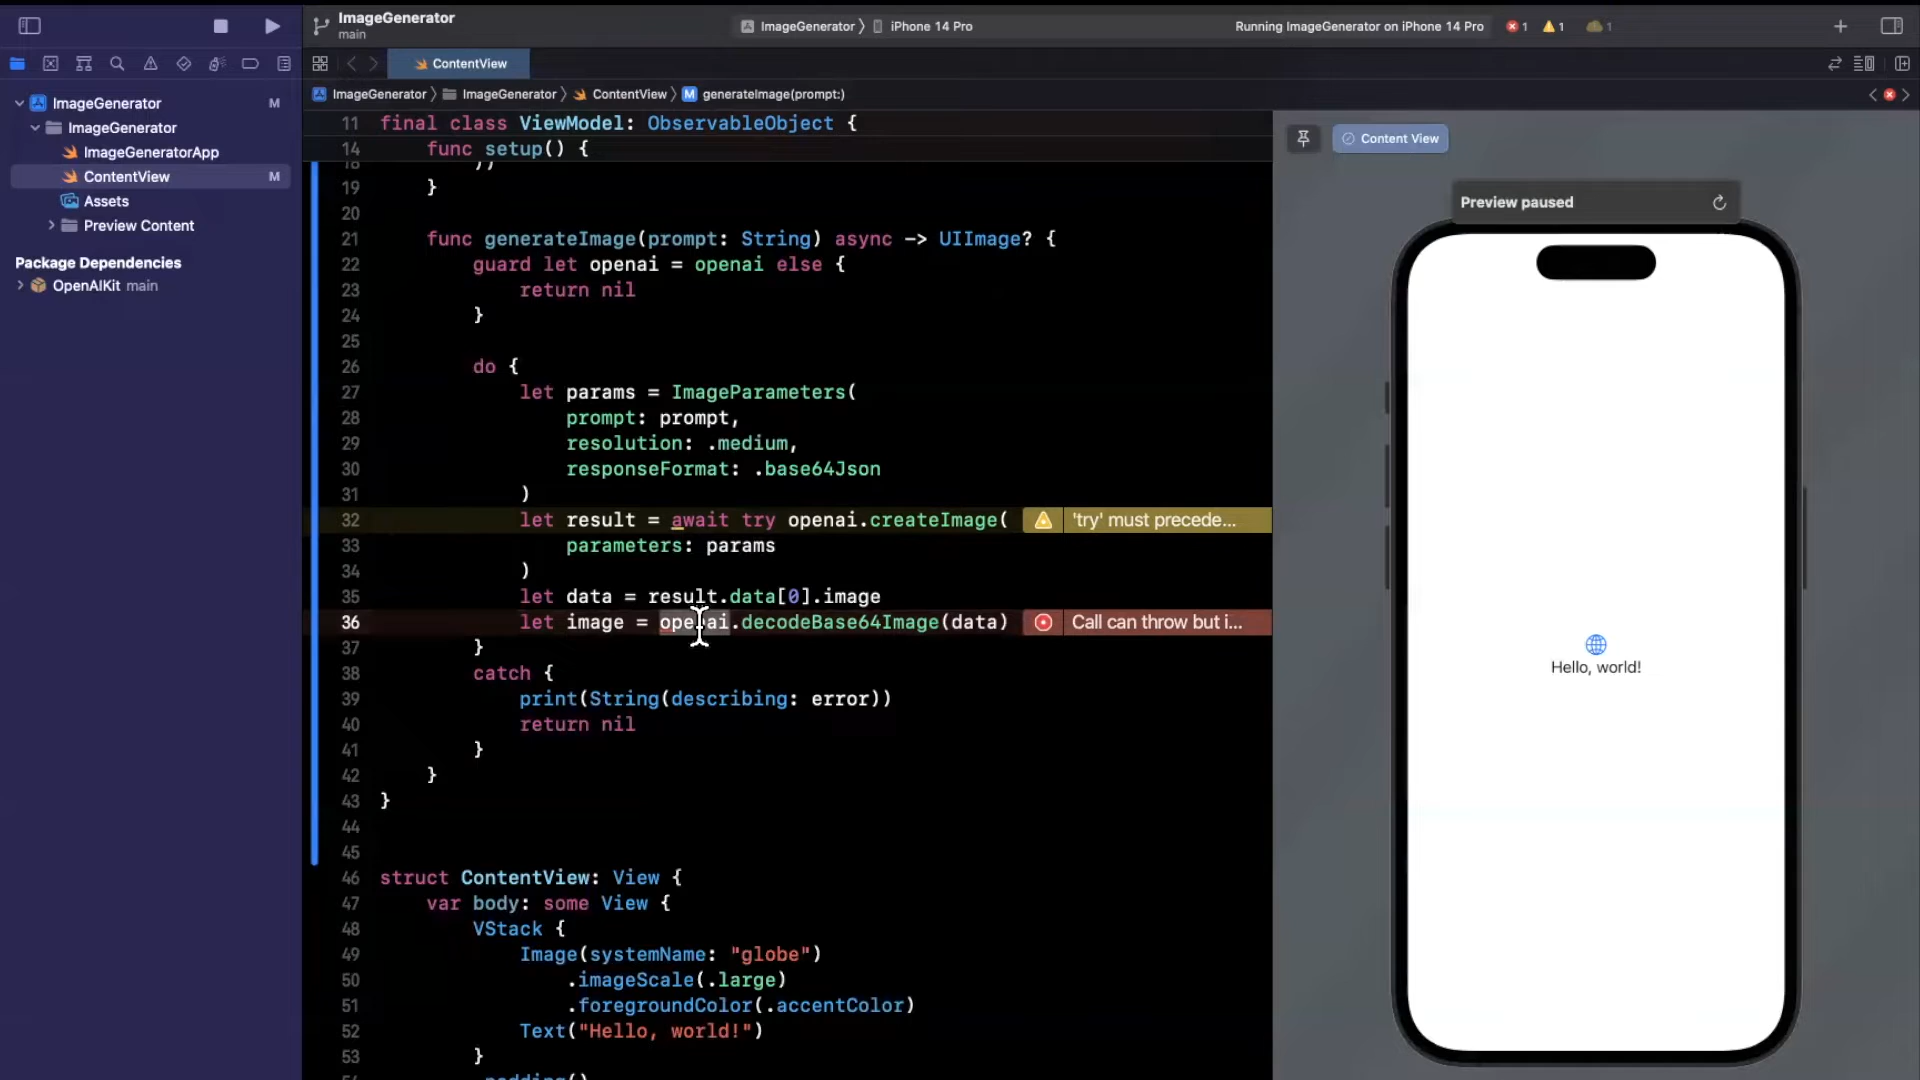 ImageGenerator
main
ImageGenerator 〉 iPhone 14 Pro
Running ImageGenerator on iPhone 14 Pro 1 1 1
ContentView
ImageGenerator 〉 ImageGenerator 〉 ContentView 〉 M generateImage(prompt:)
ImageGenerator M
ImageGenerator
ImageGeneratorApp
ContentView M
Assets
Preview Content
Package Dependencies
OpenAIKit main
11 final class ViewModel: ObservableObject {
14 func setup() {
18 ))
19 }
20
21 func generateImage(prompt: String) async -> UIImage? {
22 guard let openai = openai else {
23 return nil
24 }
25
26 do {
27 let params = ImageParameters(
28 prompt: prompt,
29 resolution: .medium,
30 responseFormat: .base64Json
31 )
32 let result = await try openai.createImage( 'try' must precede...
33 parameters: params
34 )
35 let data = result.data[0].image
36 let image = openai.decodeBase64Image(data) Call can throw but i...
37 }
38 catch {
39 print(String(describing: error))
40 return nil
41 }
42 }
43 }
44
45
46 struct ContentView: View {
47 var body: some View {
48 VStack {
49 Image(systemName: "globe")
50 .imageScale(.large)
51 .foregroundColor(.accentColor)
52 Text("Hello, world!")
53 }
Content View
Preview paused
Hello, world!